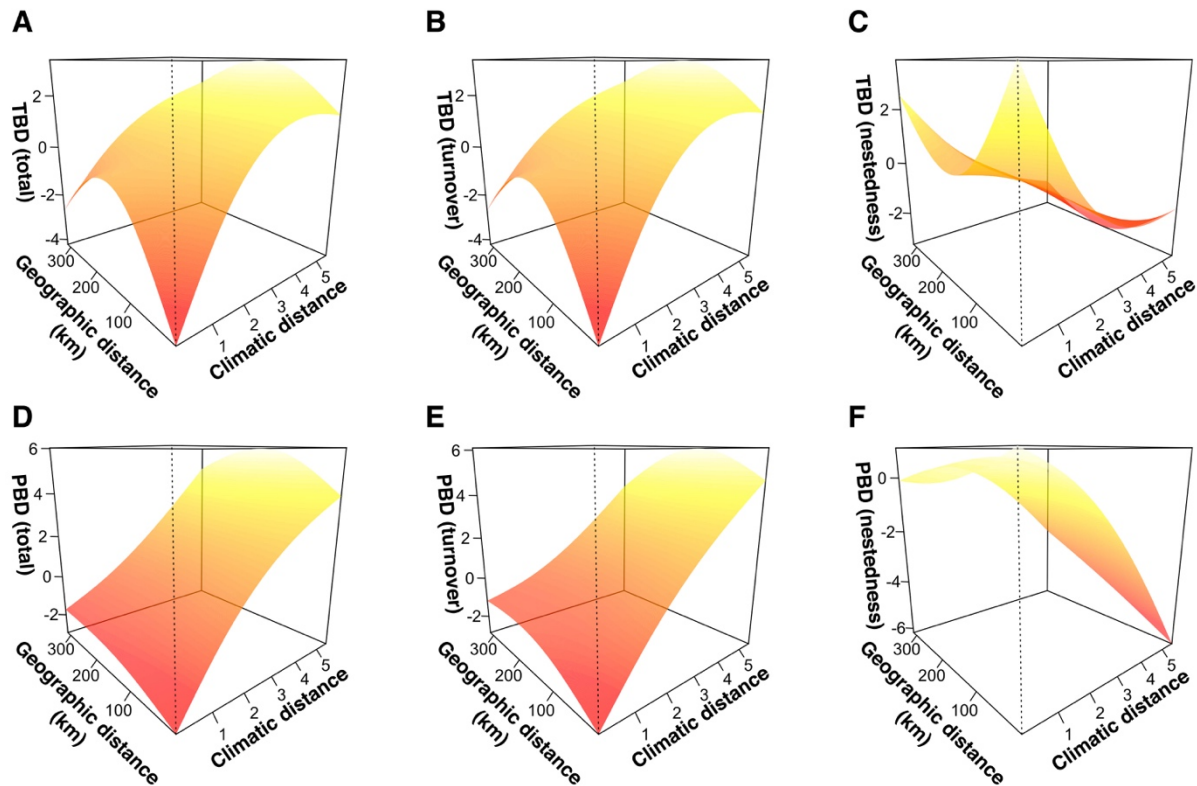 A
TBD (total)
2
0
-2
-4
300
200
100
Geographic distance
(km)
1
2
3
4
5
Climatic distance
B
TBD (turnover)
2
0
-2
-4
300
200
100
Geographic distance
(km)
1
2
3
4
5
Climatic distance
C
TBD (nestedness)
2
0
-2
300
200
100
Geographic distance
(km)
1
2
3
4
5
Climatic distance
D
PBD (total)
6
4
2
0
-2
300
200
100
Geographic distance
(km)
1
2
3
4
5
Climatic distance
E
PBD (turnover)
6
4
2
0
-2
300
200
100
Geographic distance
(km)
1
2
3
4
5
Climatic distance
F
PBD (nestedness)
0
-2
-4
-6
300
200
100
Geographic distance
(km)
1
2
3
4
5
Climatic distance